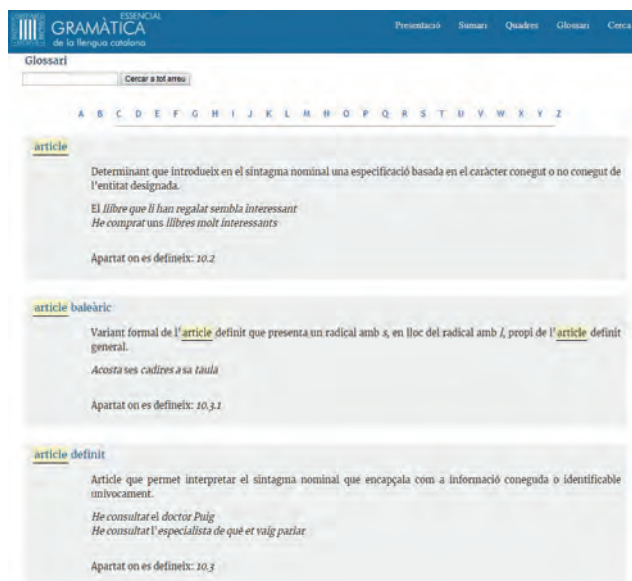 ESSENCIAL
GRAMÀTICA
de la llengua catalana
Presentació Sumari Quadres Glossari Cerca
Glossari
Cercar a tot arreu
A B C D E F G H I J K L M N O P Q R S T U V W X Y Z
article
Determinant que introdueix en el sintagma nominal una especificació basada en el caràcter conegut o no conegut de
l'entitat designada.
El llibre que li han regalat sembla interessant
He comprat uns llibres molt interessants
Apartat on es defineix: 10.2
article baleàric
Variant formal de l'article definit que presenta un radical amb s, en lloc del radical amb l, propi de l'article definit
general.
Acosta ses cadires a sa taula
Apartat on es defineix: 10.3.1
article definit
Article que permet interpretar el sintagma nominal que encapçala com a informació coneguda o identificable
unívocament.
He consultat el doctor Puig
He consultat l'especialista de què et vaig parlar
Apartat on es defineix: 10.3